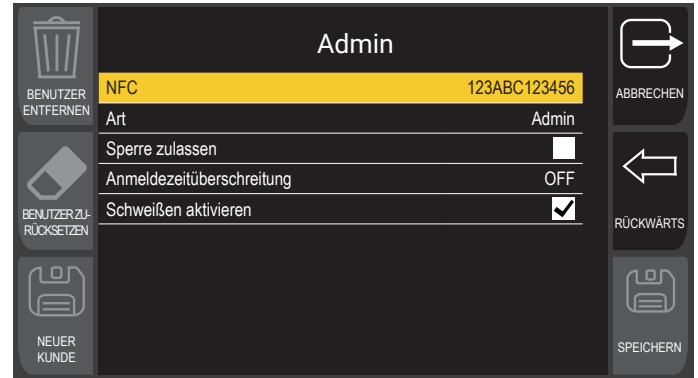 Admin
BENUTZER
ENTFERNEN
NFC 123ABC123456
ABBRECHEN
Art Admin
Sperre zulassen
Anmeldezeitüberschreitung OFF
BENUTZER ZU-
RÜCKSETZEN
Schweißen aktivieren
RÜCKWÄRTS
NEUER
KUNDE
SPEICHERN